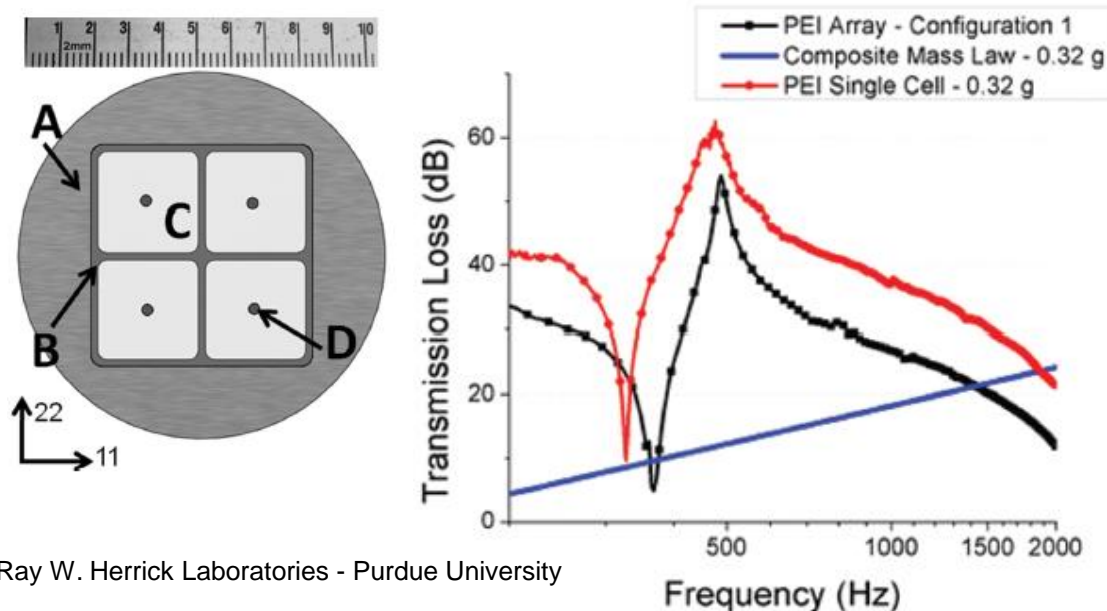 1 2 3 4 5 6 7 8 9 10
2mm
A
B
C
D
22
11
PEI Array - Configuration 1
Composite Mass Law - 0.32 g
PEI Single Cell - 0.32 g
Transmission Loss (dB)
60
40
20
0
500 1000 1500 2000
Frequency (Hz)
Ray W. Herrick Laboratories - Purdue University